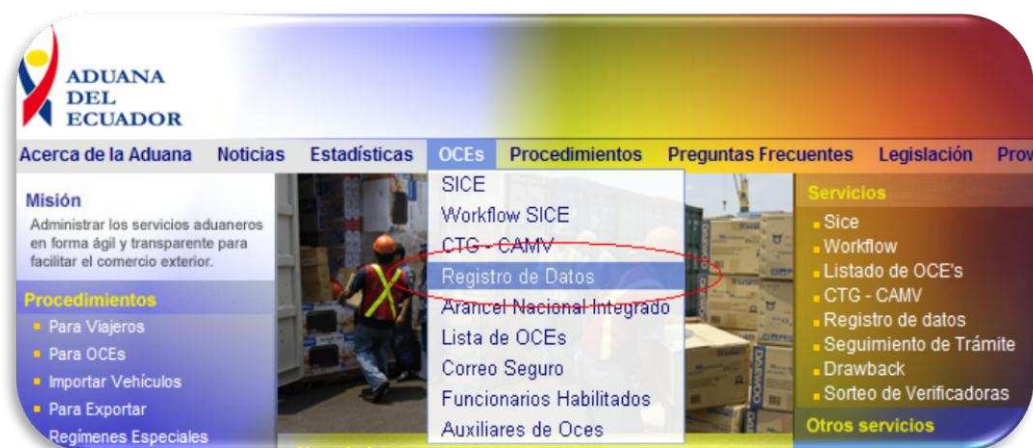 ADUANA
DEL
ECUADOR
Acerca de la Aduana Noticias Estadísticas OCEs Procedimientos Preguntas Frecuentes Legislación
Misión
Administrar los servicios aduaneros
en forma ágil y transparente para
facilitar el comercio exterior.
Procedimientos
Para Viajeros
Para OCEs
Importar Vehículos
Para Exportar
Regímenes Especiales
SICE
Workflow SICE
CTG - CAMV
Registro de Datos
Arancel Nacional Integrado
Lista de OCEs
Correo Seguro
Funcionarios Habilitados
Auxiliares de Oces
Servicios
Sice
Workflow
Listado de OCE's
CTG - CAMV
Registro de datos
Seguimiento de Trámite
Drawback
Sorteo de Verificadoras
Otros servicios